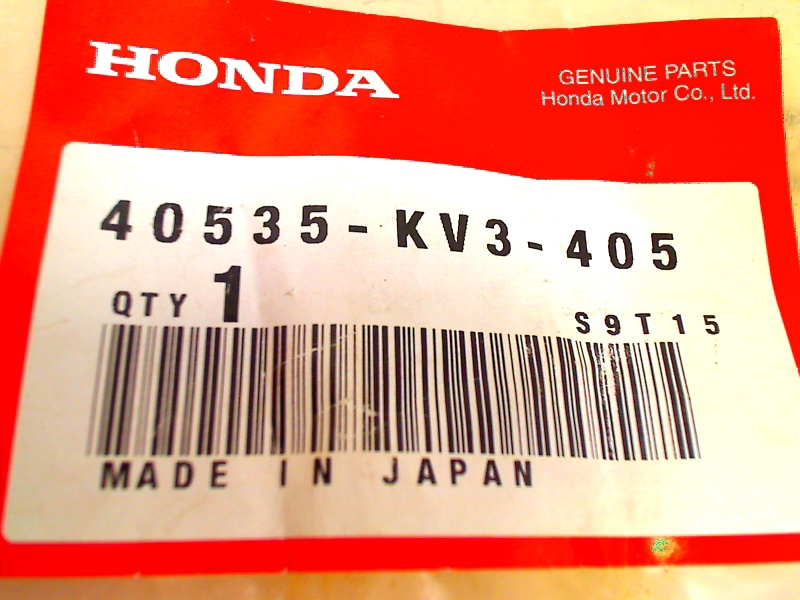 HONDA
GENUINE PARTS
Honda Motor Co., Ltd.
40535-KV3-405
QTY 1
S9T15
MADE IN JAPAN